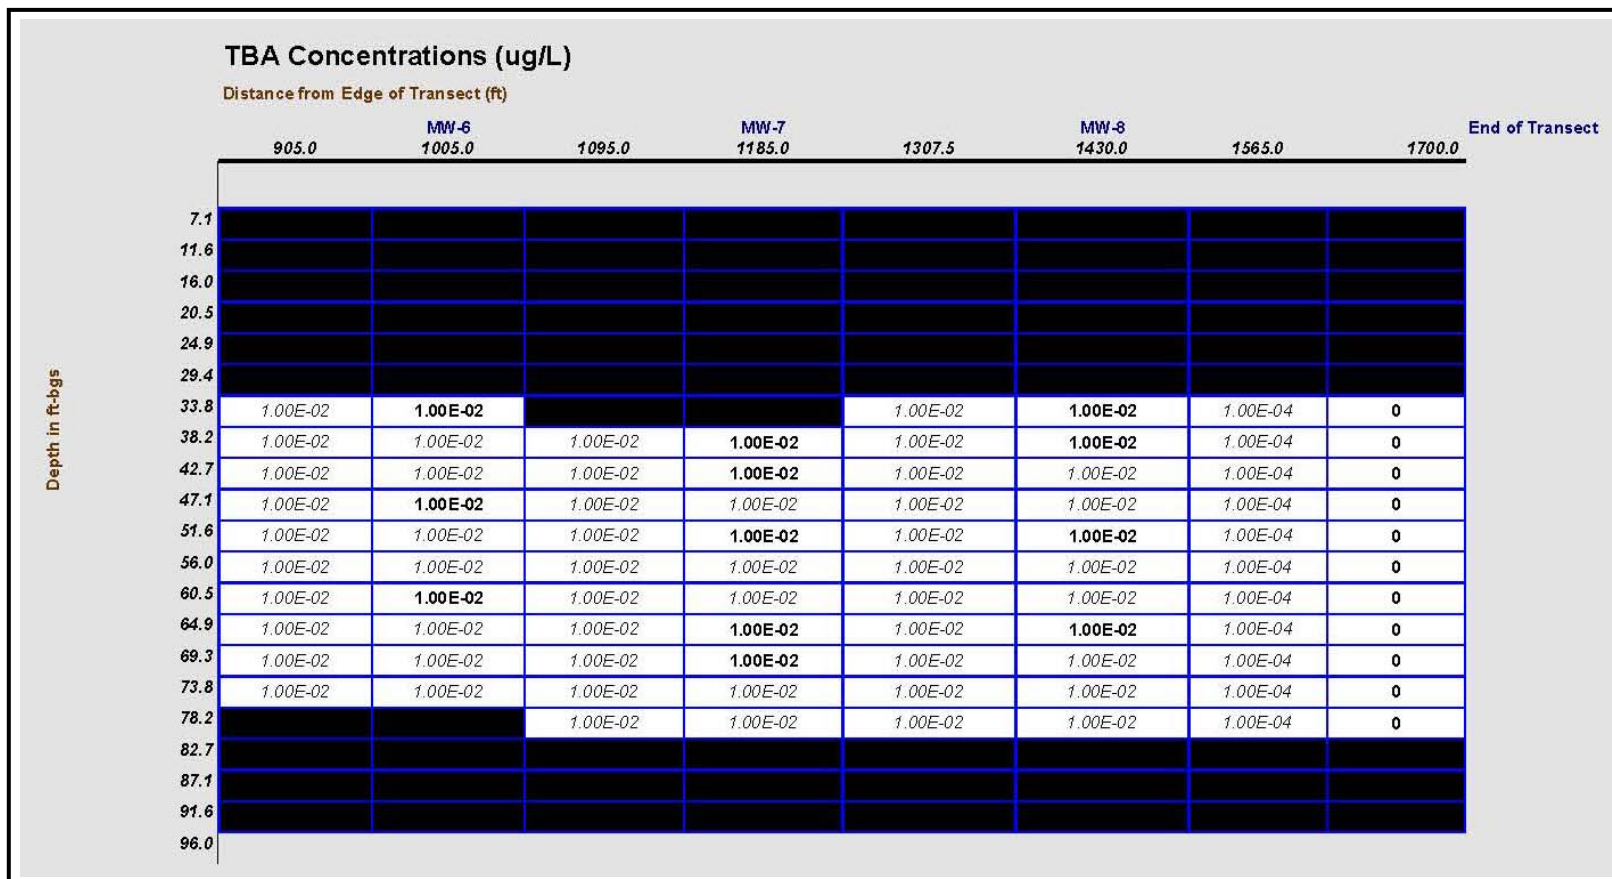 TBA Concentrations (ug/L)
Distance from Edge of Transect (ft)
MW-6 MW-7 MW-8 End of Transect
905.0 1005.0 1095.0 1185.0 1307.5 1430.0 1565.0 1700.0
Depth in ft-bgs
7.1
11.6
16.0
20.5
24.9
29.4
33.8 1.00E-02 1.00E-02 1.00E-02 1.00E-02 1.00E-04 0
38.2 1.00E-02 1.00E-02 1.00E-02 1.00E-02 1.00E-02 1.00E-02 1.00E-04 0
42.7 1.00E-02 1.00E-02 1.00E-02 1.00E-02 1.00E-02 1.00E-02 1.00E-04 0
47.1 1.00E-02 1.00E-02 1.00E-02 1.00E-02 1.00E-02 1.00E-02 1.00E-04 0
51.6 1.00E-02 1.00E-02 1.00E-02 1.00E-02 1.00E-02 1.00E-02 1.00E-04 0
56.0 1.00E-02 1.00E-02 1.00E-02 1.00E-02 1.00E-02 1.00E-02 1.00E-04 0
60.5 1.00E-02 1.00E-02 1.00E-02 1.00E-02 1.00E-02 1.00E-02 1.00E-04 0
64.9 1.00E-02 1.00E-02 1.00E-02 1.00E-02 1.00E-02 1.00E-02 1.00E-04 0
69.3 1.00E-02 1.00E-02 1.00E-02 1.00E-02 1.00E-02 1.00E-02 1.00E-04 0
73.8 1.00E-02 1.00E-02 1.00E-02 1.00E-02 1.00E-02 1.00E-02 1.00E-04 0
78.2 1.00E-02 1.00E-02 1.00E-02 1.00E-02 1.00E-04 0
82.7
87.1
91.6
96.0